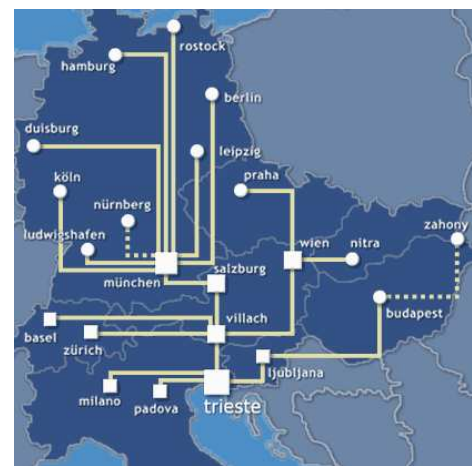 rostock
hamburg
berlin
duisburg
leipzig
köln
praha
nürnberg
zahony
ludwigshafen
wien
nitra
salzburg
münchen
budapest
villach
basel
zürich
ljubljana
milano
padova
trieste